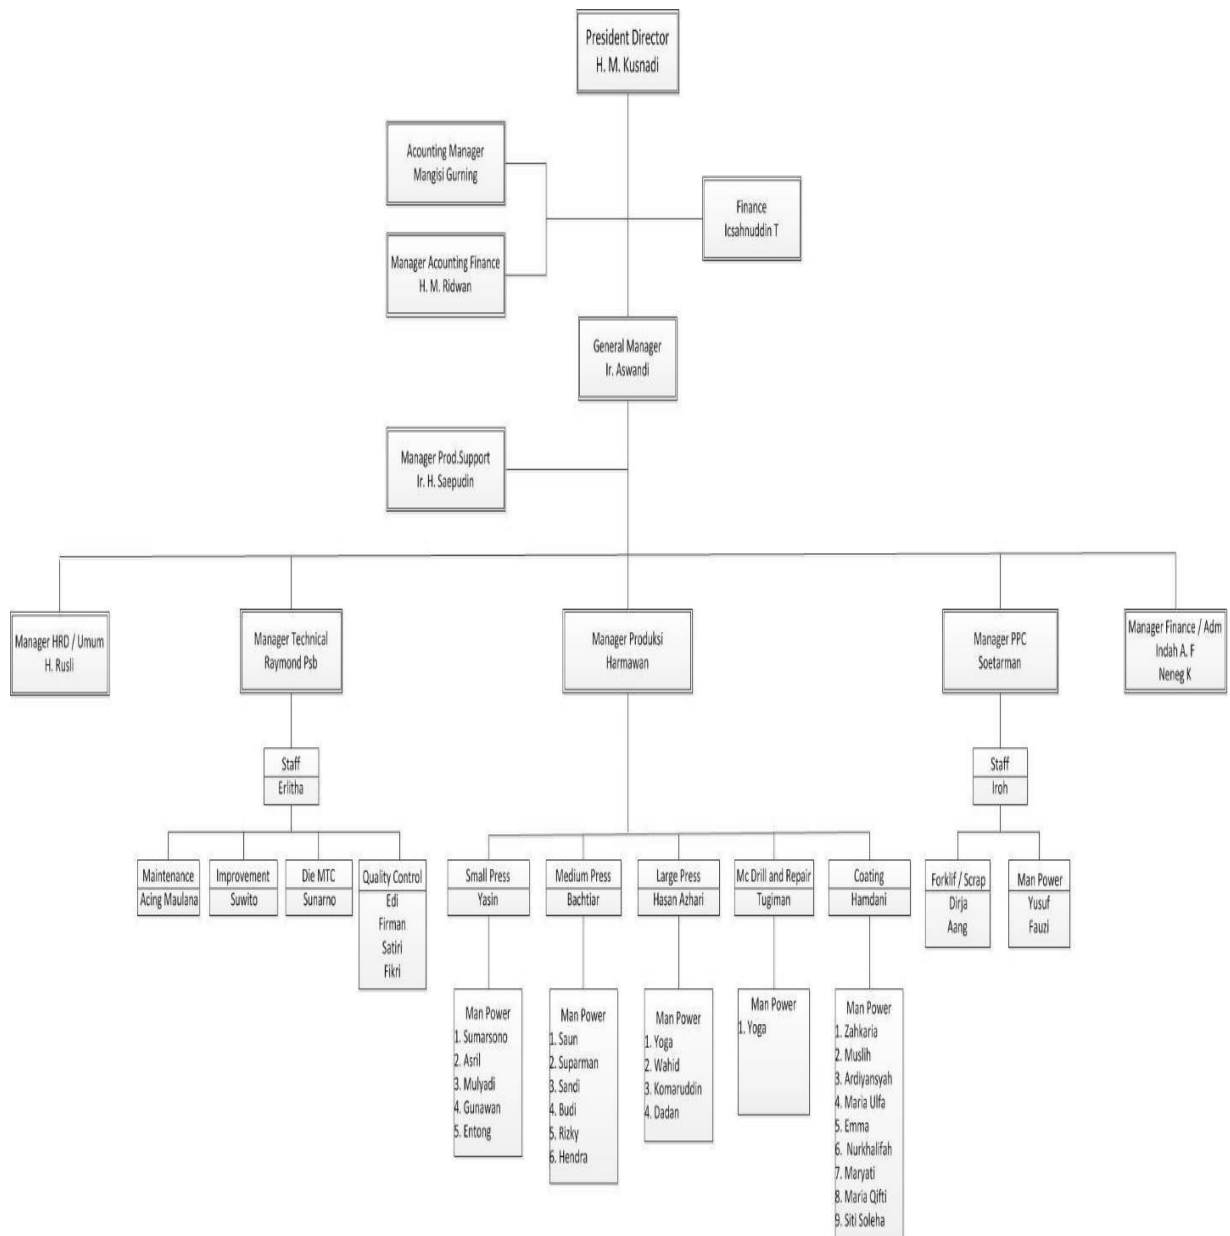 President Director
H. M. Kusnadi
Acounting Manager
Mangisi Gurning
Finance
Icsahnuddin T
Manager Acounting Finance
H. M. Ridwan
General Manager
Ir. Aswandi
Manager Prod.Support
Ir. H. Saepudin
Manager HRD / Umum
H. Rusli
Manager Technical
Raymond Psb
Manager Produksi
Harmawan
Manager PPC
Soetarman
Manager Finance / Adm
Indah A. F
Neneg K
Staff
Erlitha
Staff
Iroh
Maintenance
Acing Maulana
Improvement
Suwito
Die MTC
Sunarno
Quality Control
Edi
Firman
Satiri
Fikri
Small Press
Yasin
Medium Press
Bachtiar
Large Press
Hasan Azhari
Mc Drill and Repair
Tugiman
Coating
Hamdani
Forklif / Scrap
Dirja
Aang
Man Power
Yusuf
Fauzi
Man Power
1. Sumarsono
2. Asril
3. Mulyadi
4. Gunawan
5. Entong
Man Power
1. Saun
2. Suparman
3. Sandi
4. Budi
5. Rizky
6. Hendra
Man Power
1. Yoga
2. Wahid
3. Komaruddin
4. Dadan
Man Power
1. Yoga
Man Power
1. Zahkaria
2. Muslih
3. Ardiyansyah
4. Maria Ulfa
5. Emma
6. Nurkhalifah
7. Maryati
8. Maria Qifti
9. Siti Soleha